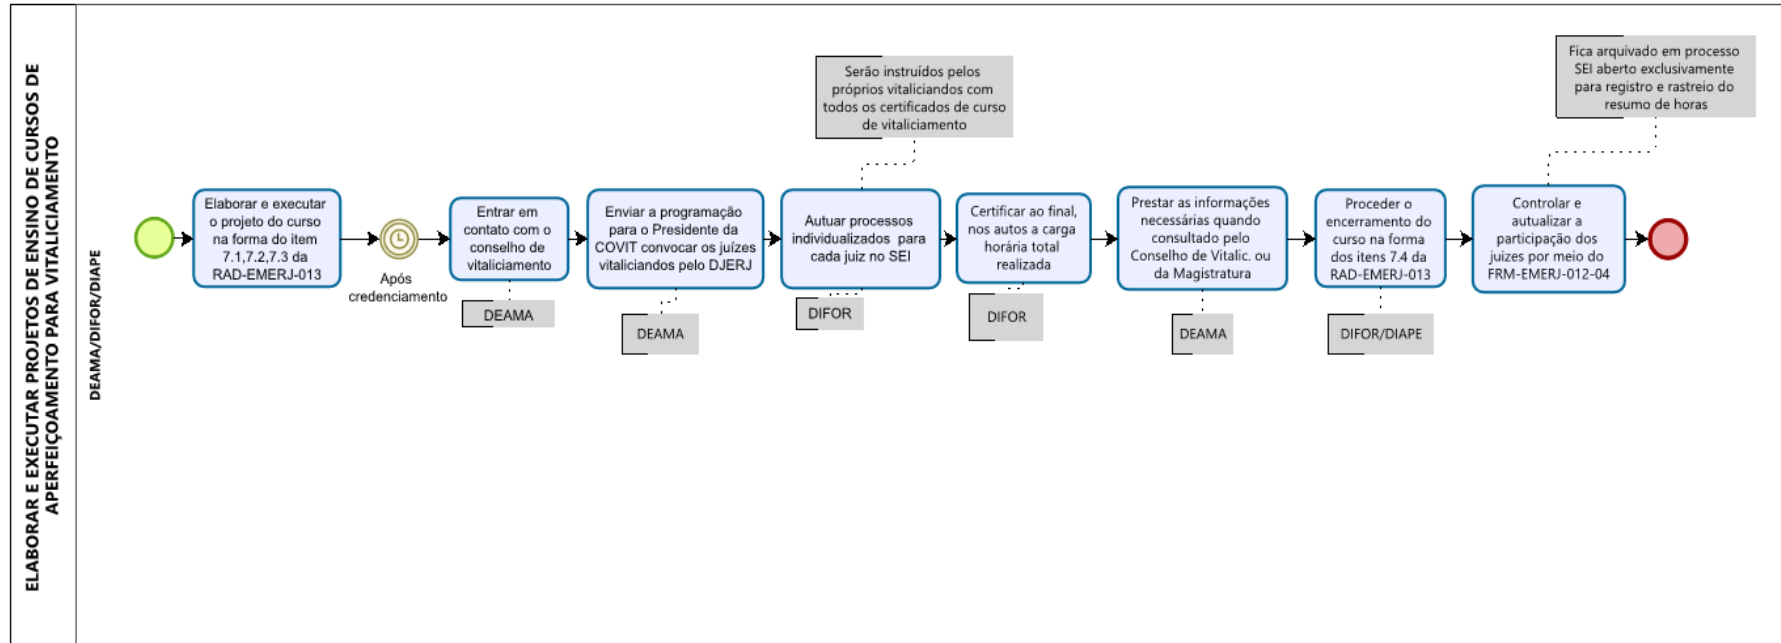 ELABORAR E EXECUTAR PROJETOS DE ENSINO DE CURSOS DE
APERFEIÇOAMENTO PARA VITALICIAMENTO
DEAMA/DIFOR/DIAPE
Elaborar e executar
o projeto do curso
na forma do item
7.1,7.2,7.3 da
RAD-EMERJ-013
Após
credenciamento
Entrar em
contato com o
conselho de
vitaliciamento
DEAMA
Enviar a programação
para o Presidente da
COVIT convocar os juízes
vitaliciandos pelo DJERJ
DEAMA
Serão instruídos pelos
próprios vitaliciandos com
todos os certificados de curso
de vitaliciamento
Autuar processos
individualizados para
cada juiz no SEI
DIFOR
Certificar ao final,
nos autos a carga
horária total
realizada
DIFOR
Prestar as informações
necessárias quando
consultado pelo
Conselho de Vitalic. ou
da Magistratura
DEAMA
Proceder o
encerramento do
curso na forma
dos itens 7.4 da
RAD-EMERJ-013
DIFOR/DIAPE
Fica arquivado em processo
SEI aberto exclusivamente
para registro e rastreio do
resumo de horas
Controlar e
autualizar a
participação dos
juizes por meio do
FRM-EMERJ-012-04